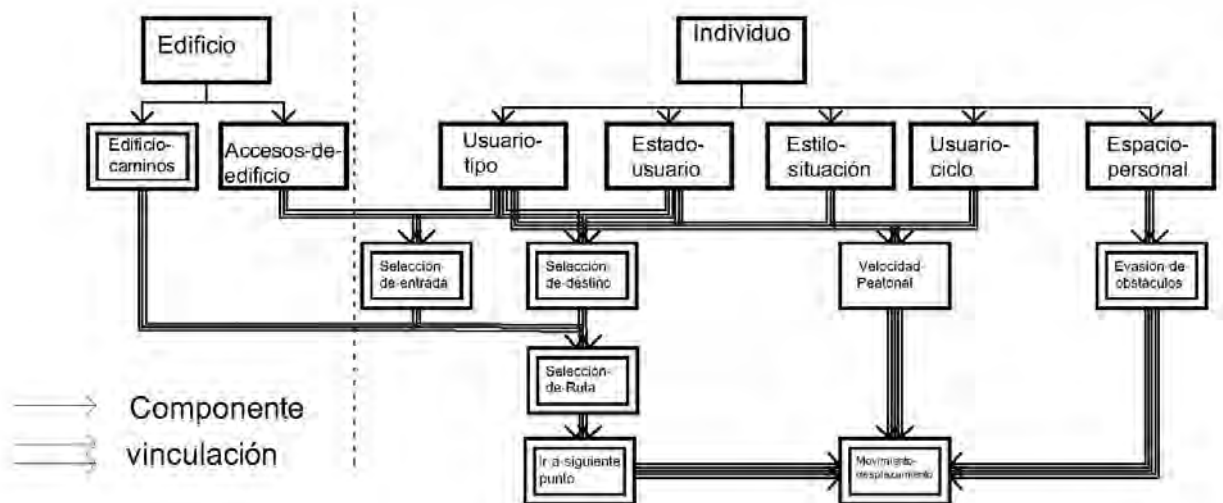 Edificio
Individuo
Edificio-
caminos
Accesos-de-
edificio
Usuario-
tipo
Estado-
usuario
Estilo-
situación
Usuario-
ciclo
Espacio-
personal
Selección-
de-entrada
Selección-
de-destino
Velocidad-
Peatonal
Evasión-de-
obstáculos
Selección-
de-Ruta
Componente
vinculación
Ir-a-siguiente
punto
Movimiento-
desplazamiento